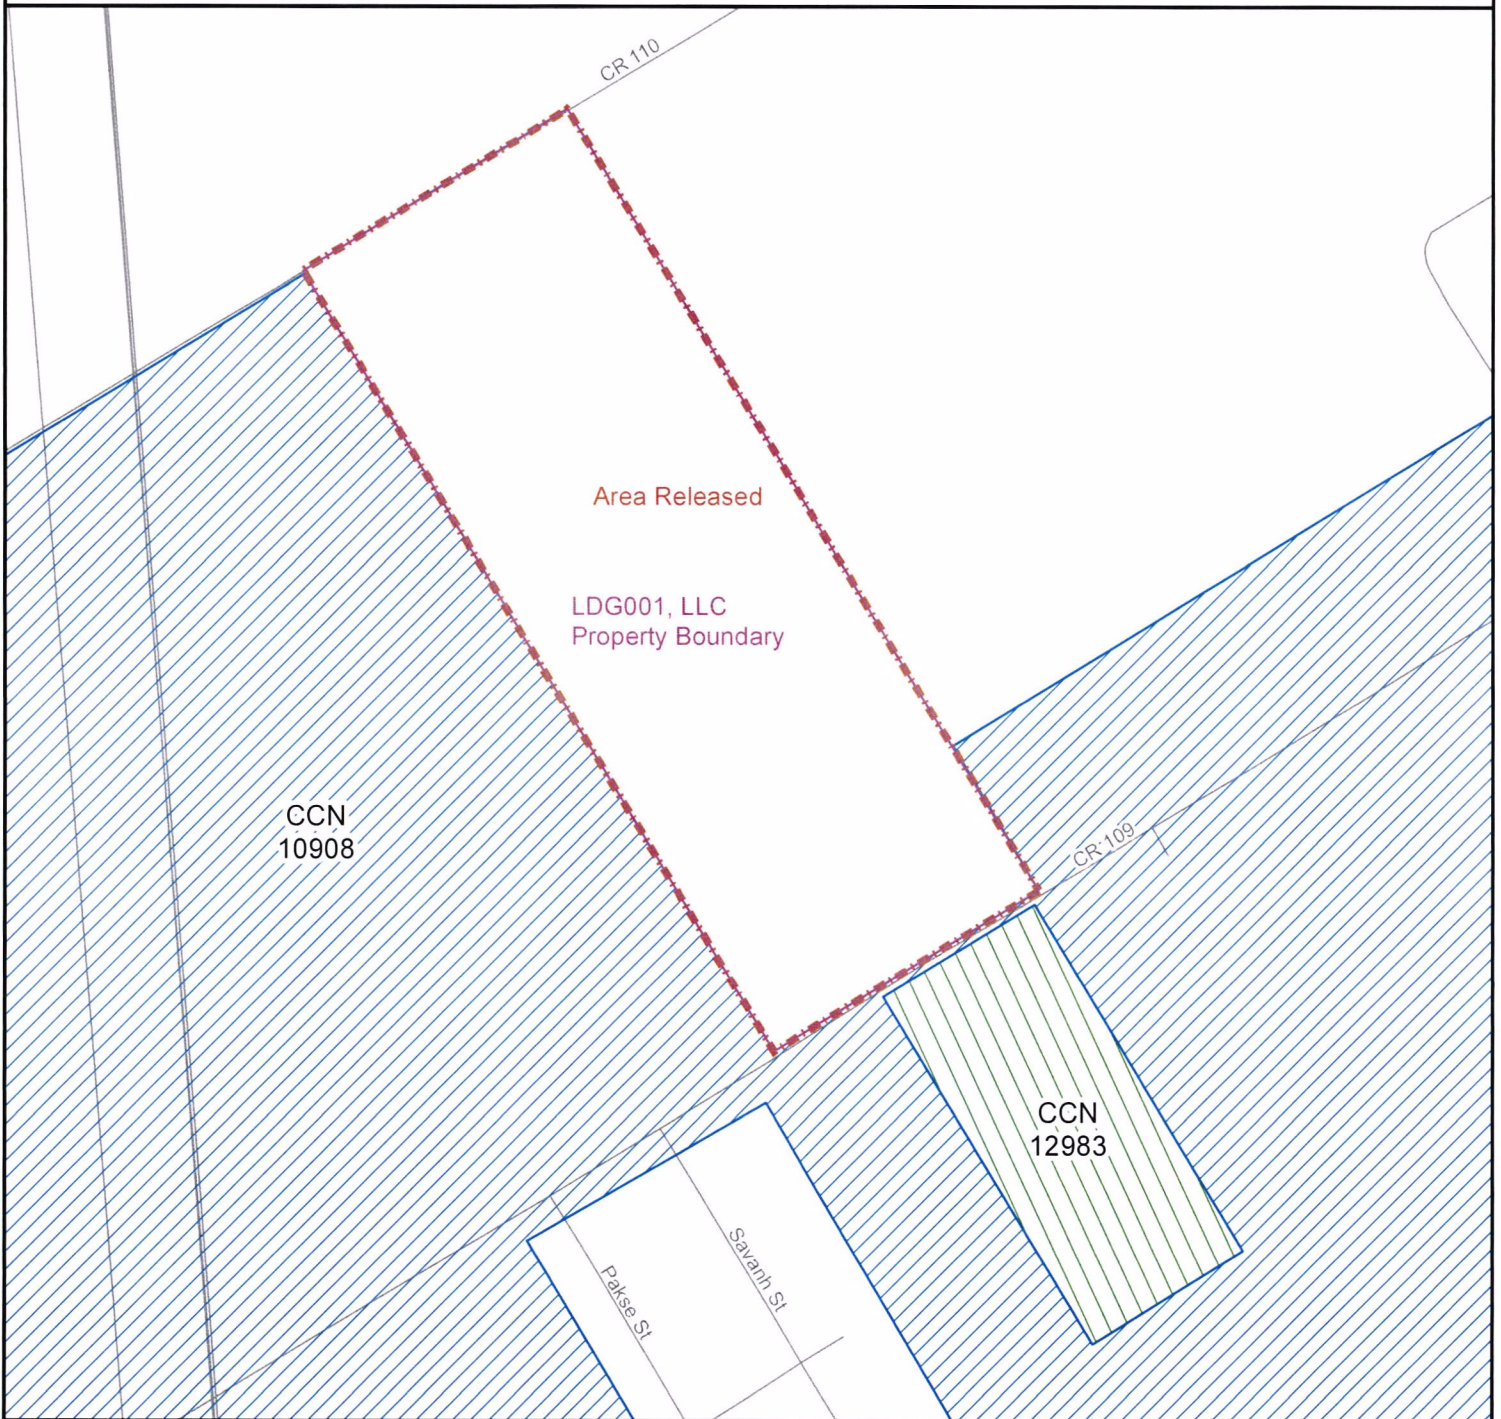 CR 110
Area Released
LDG001, LLC
Property Boundary
CCN
10908
CR 109
CCN
12983
Savanh St
Pakse St